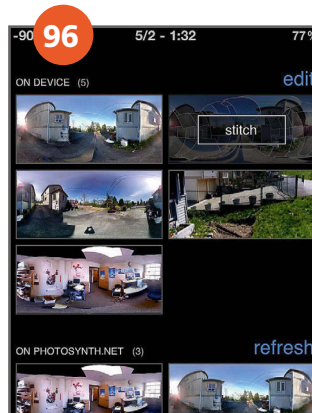 96
-90 5/2 - 1:32 77%
ON DEVICE (5) edit
stitch
ON PHOTOSYNTH.NET (3) refresh